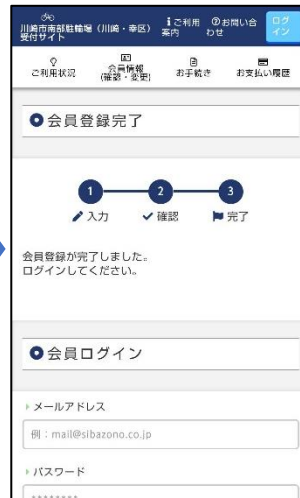 川崎市南部駐輪場(川崎・幸区)
受付サイト
ご利用案内
お問い合わせ
ログイン
ご利用状況
会員情報
(確認・変更)
お手続き
お支払い履歴
会員登録完了
1 2 3
入力 確認 完了
会員登録が完了しました。
ログインしてください。
会員ログイン
メールアドレス
例:mail@sibazono.co.jp
パスワード
********